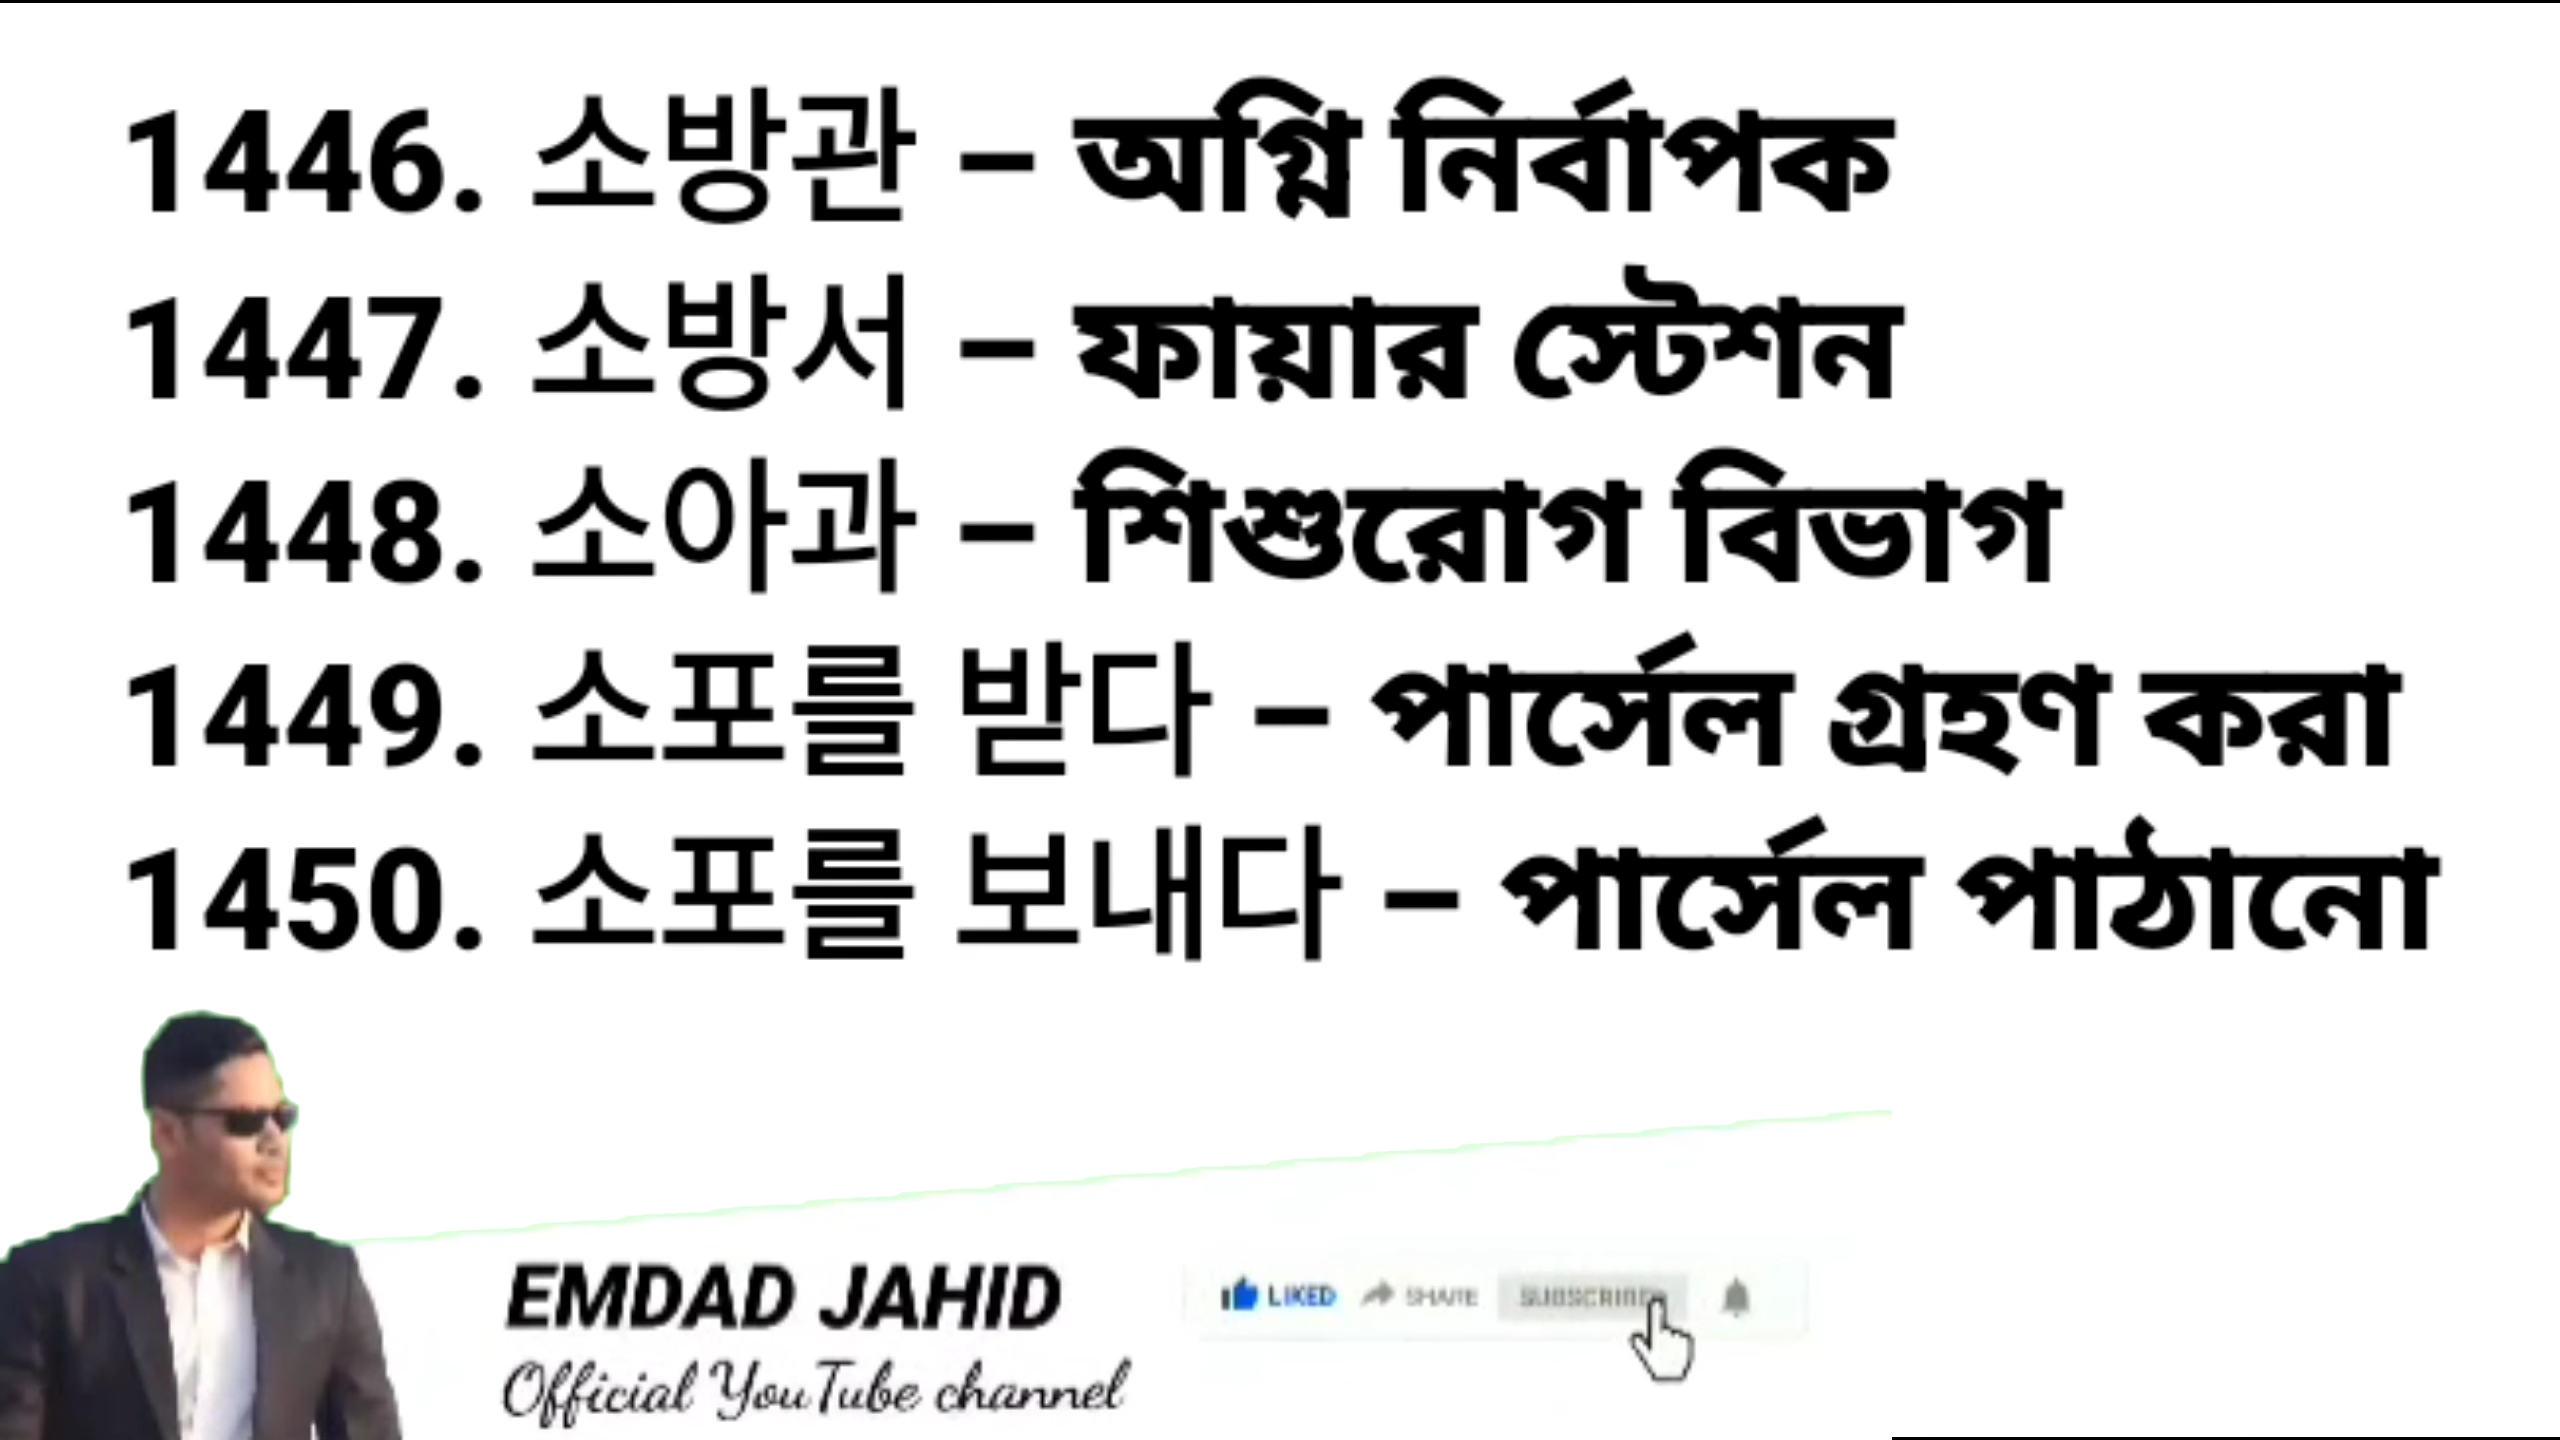 1446. 소방관 – অগ্নি নির্বাপক
1447. 소방서 – ফায়ার স্টেশন
1448. 소아과 – শিশুরোগ বিভাগ
1449. 소포를 받다 – পার্সেল গ্রহণ করা
1450. 소포를 보내다 – পার্সেল পাঠানো
EMDAD JAHID
Official YouTube channel
LIKED SHARE